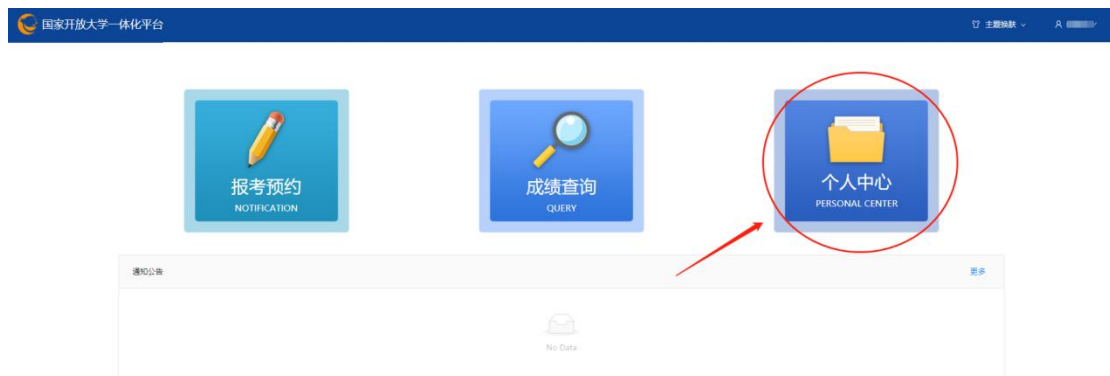 国家开放大学一体化平台
主题换肤
报考预约
NOTIFICATION
成绩查询
QUERY
个人中心
PERSONAL CENTER
通知公告
更多
No Data